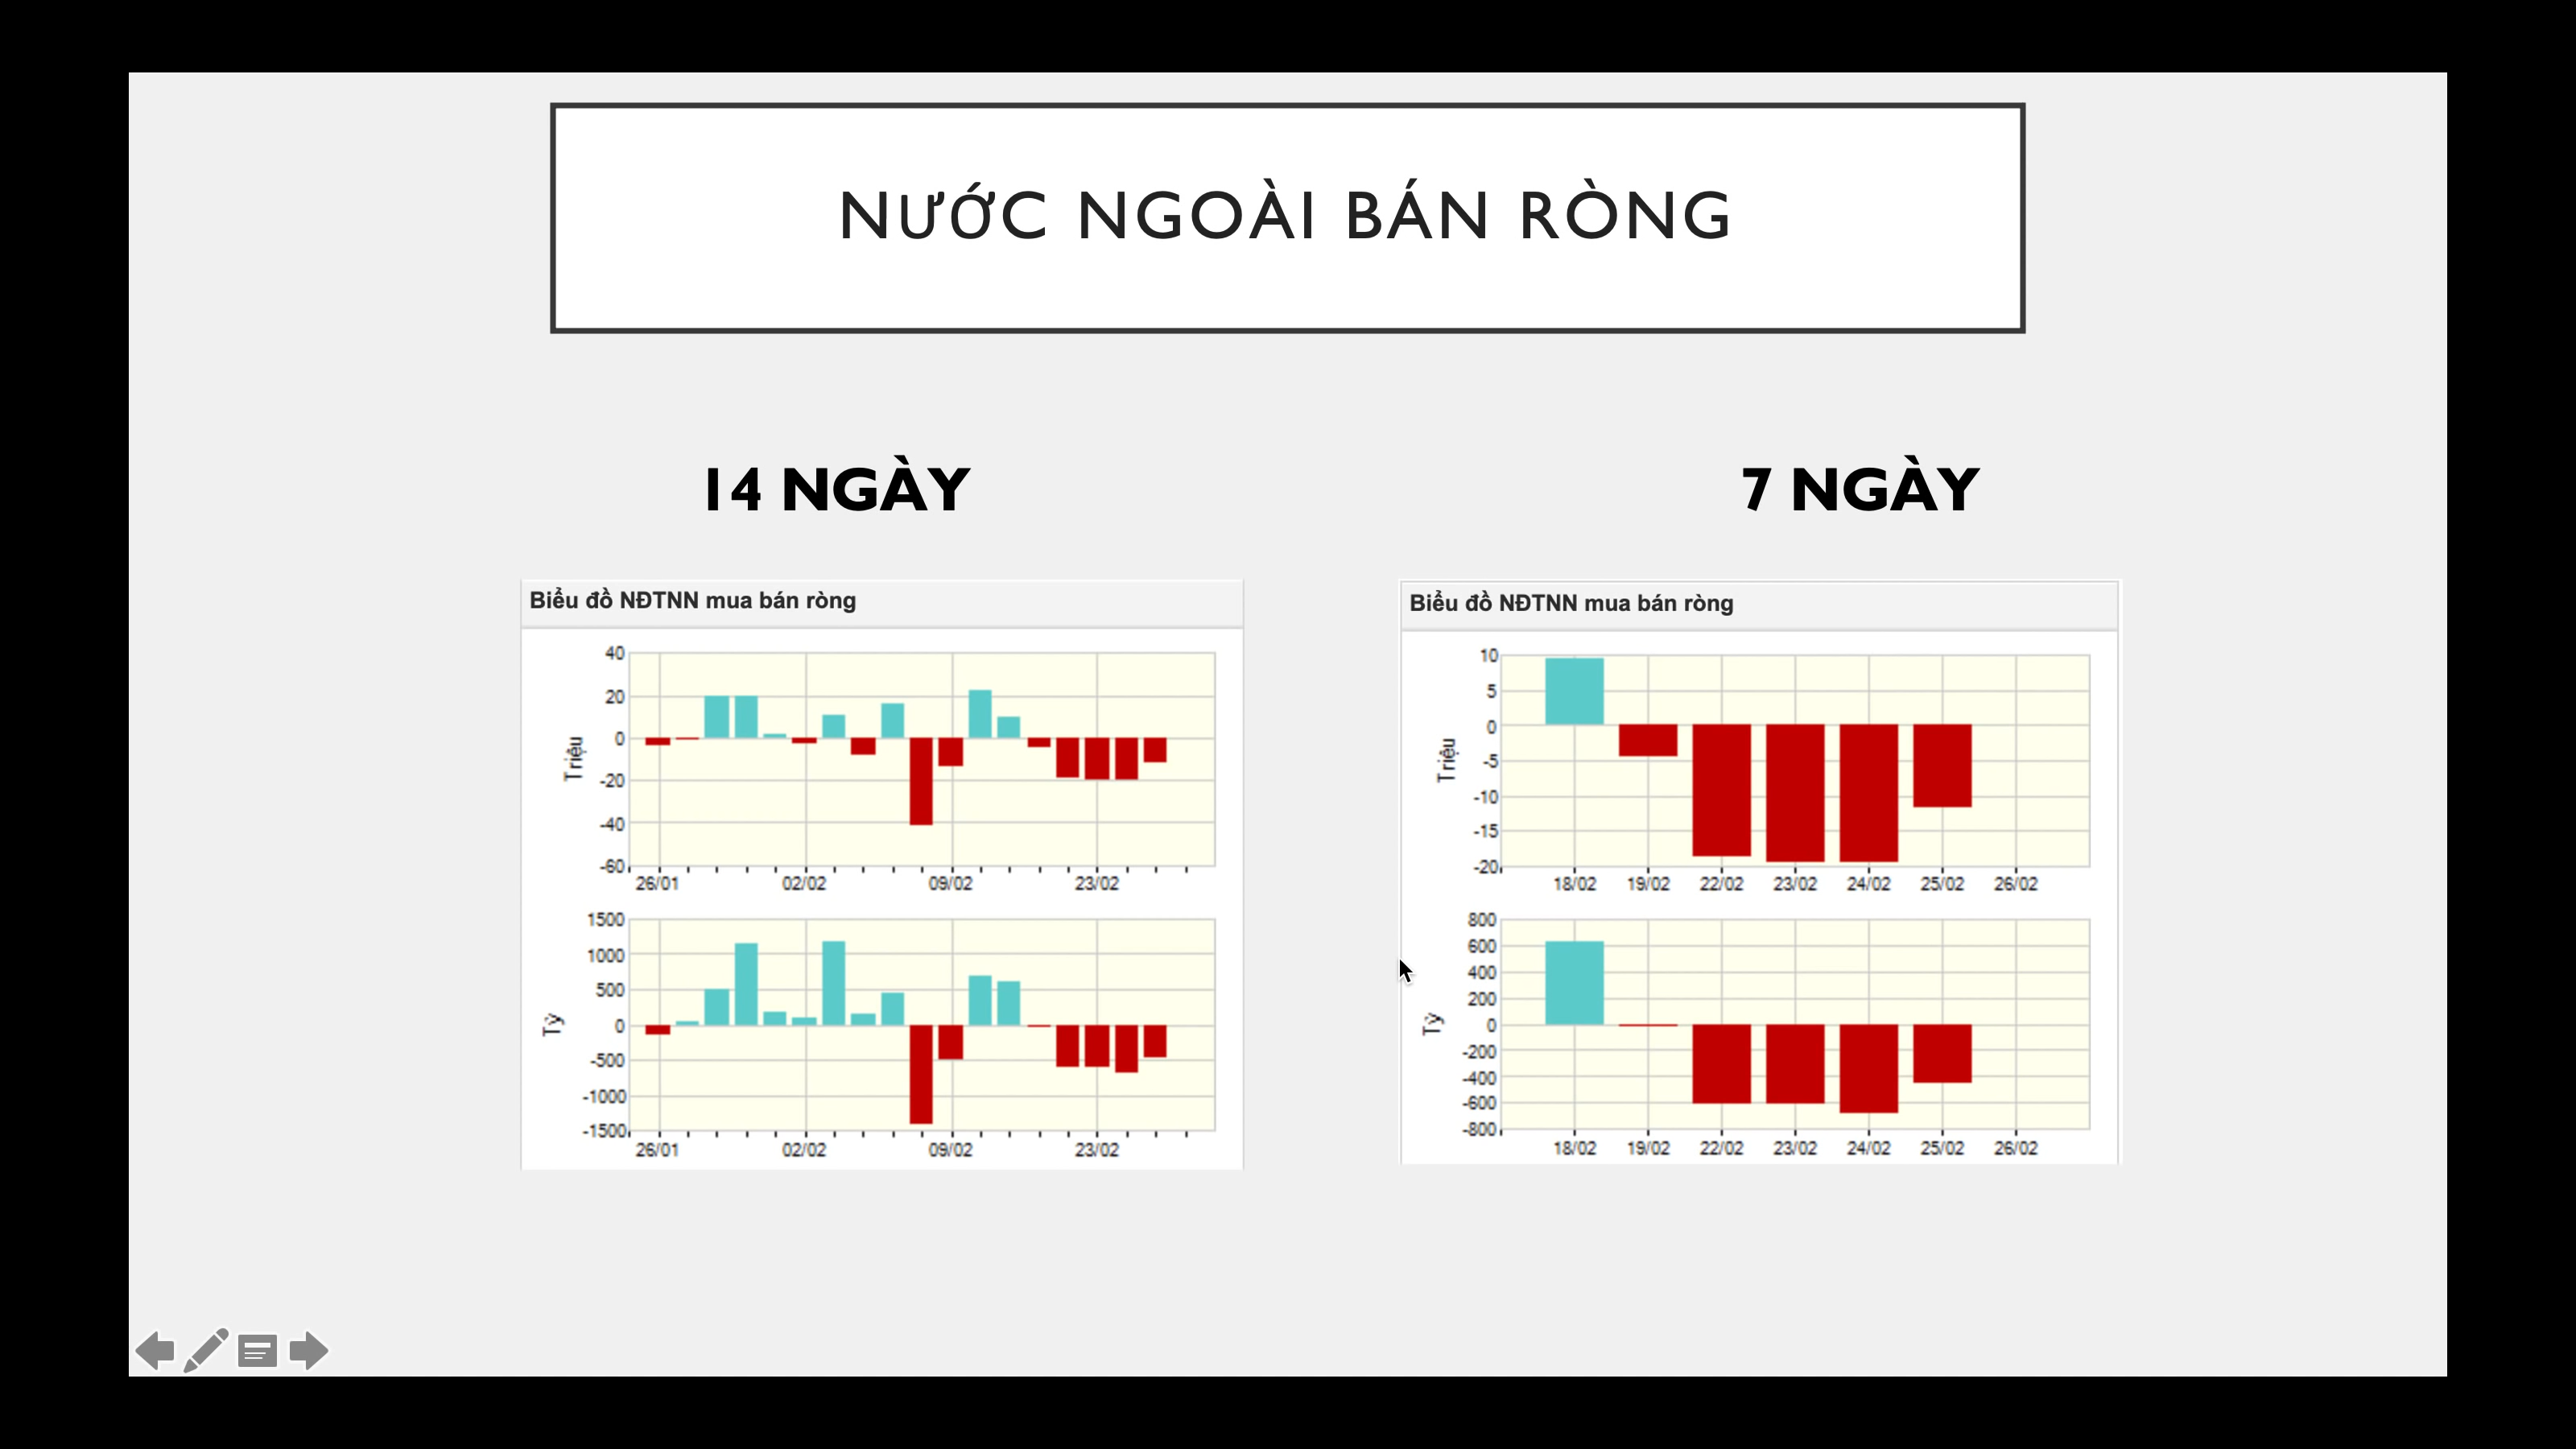 NƯỚC NGOÀI BÁN RÒNG
14 NGÀY
Biểu đồ NĐTNN mua bán ròng
40
20
0
-20
-40
-60
Triệu
26/01 02/02 09/02 23/02
1500
1000
500
0
-500
-1000
-1500
Tỷ
26/01 02/02 09/02 23/02
7 NGÀY
Biểu đồ NĐTNN mua bán ròng
10
5
0
-5
-10
-15
-20
Triệu
18/02 19/02 22/02 23/02 24/02 25/02 26/02
800
600
400
200
0
-200
-400
-600
-800
Tỷ
18/02 19/02 22/02 23/02 24/02 25/02 26/02